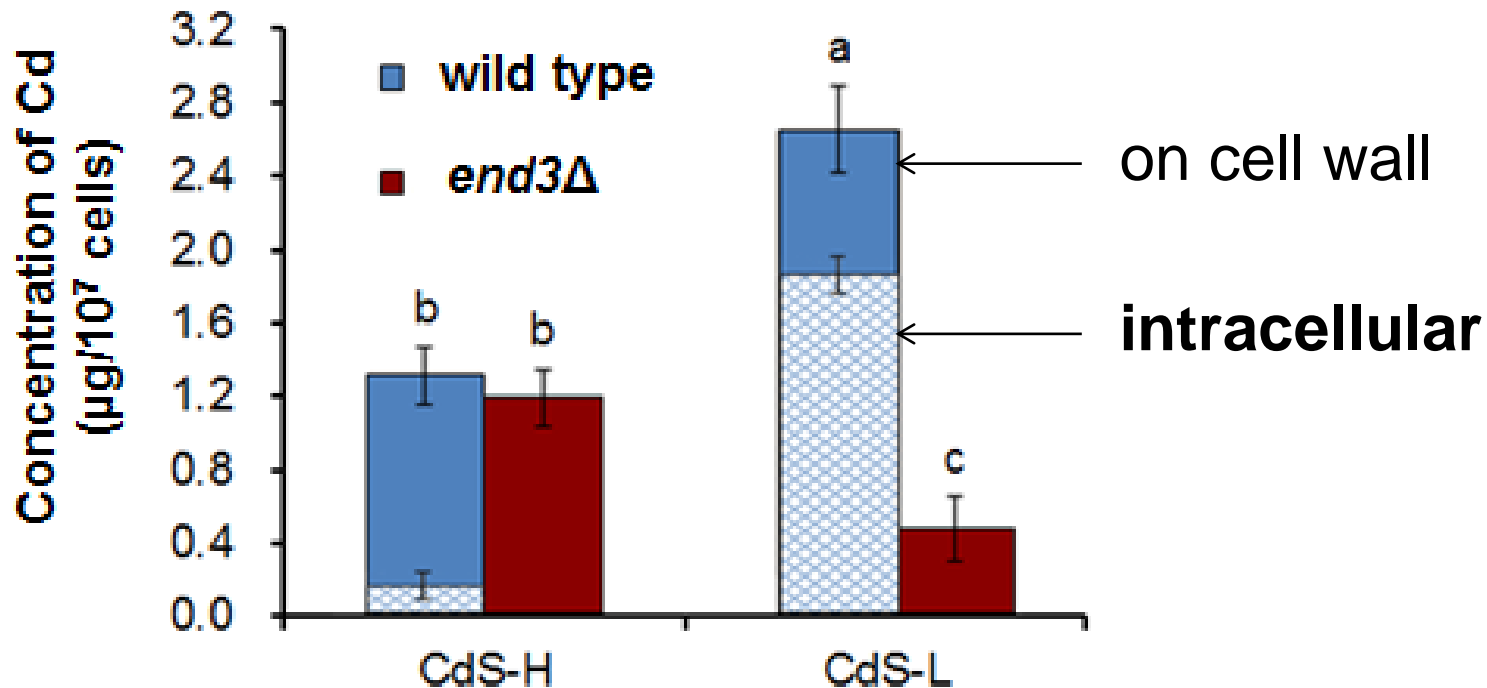 Concentration of Cd
(µg/10⁷ cells)
3.2
2.8
2.4
2.0
1.6
1.2
0.8
0.4
0.0
wild type
end3Δ
b
b
a
c
on cell wall
intracellular
CdS-H
CdS-L